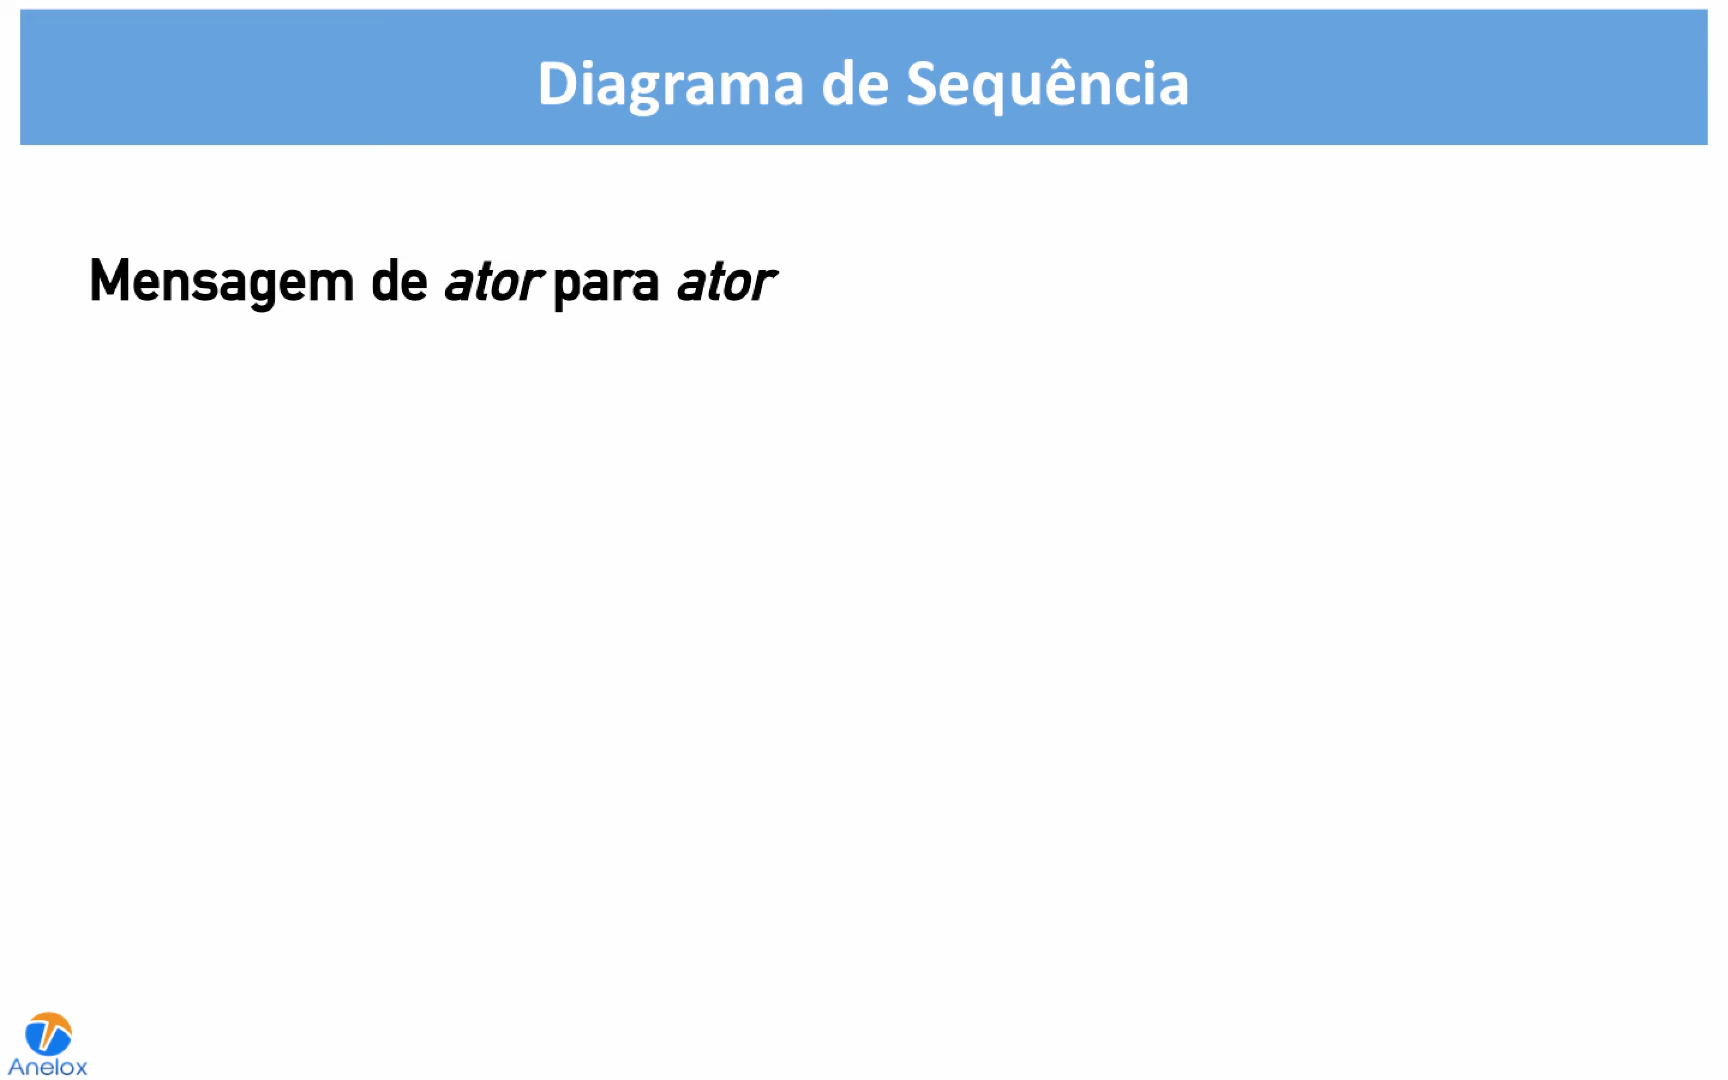 Diagrama de Sequência
Mensagem de ator para ator
Anelox